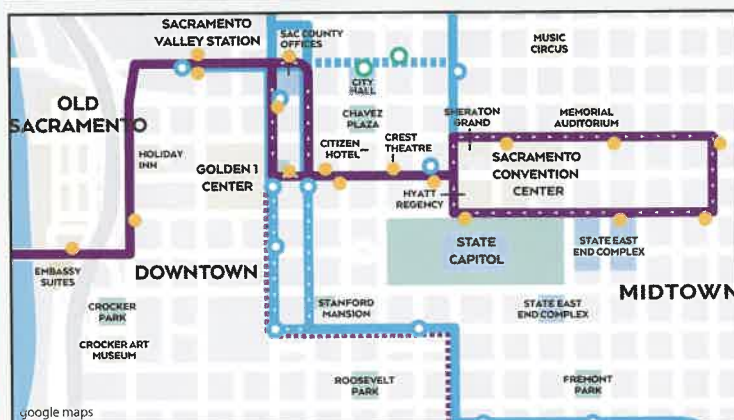 SACRAMENTO
VALLEY STATION
SAC COUNTY
OFFICES
MUSIC
CIRCUS
CITY
HALL
OLD
SACRAMENTO
CHAVEZ
PLAZA
SHERATON
GRAND
MEMORIAL
AUDITORIUM
HOLIDAY
INN
CITIZEN
HOTEL
CREST
THEATRE
GOLDEN 1
CENTER
SACRAMENTO
CONVENTION
CENTER
HYATT
REGENCY
STATE
CAPITOL
STATE EAST
END COMPLEX
EMBASSY
SUITES
DOWNTOWN
MIDTOWN
CROCKER
PARK
STANFORD
MANSION
STATE EAST
END COMPLEX
CROCKER ART
MUSEUM
ROOSEVELT
PARK
FREMONT
PARK
google maps